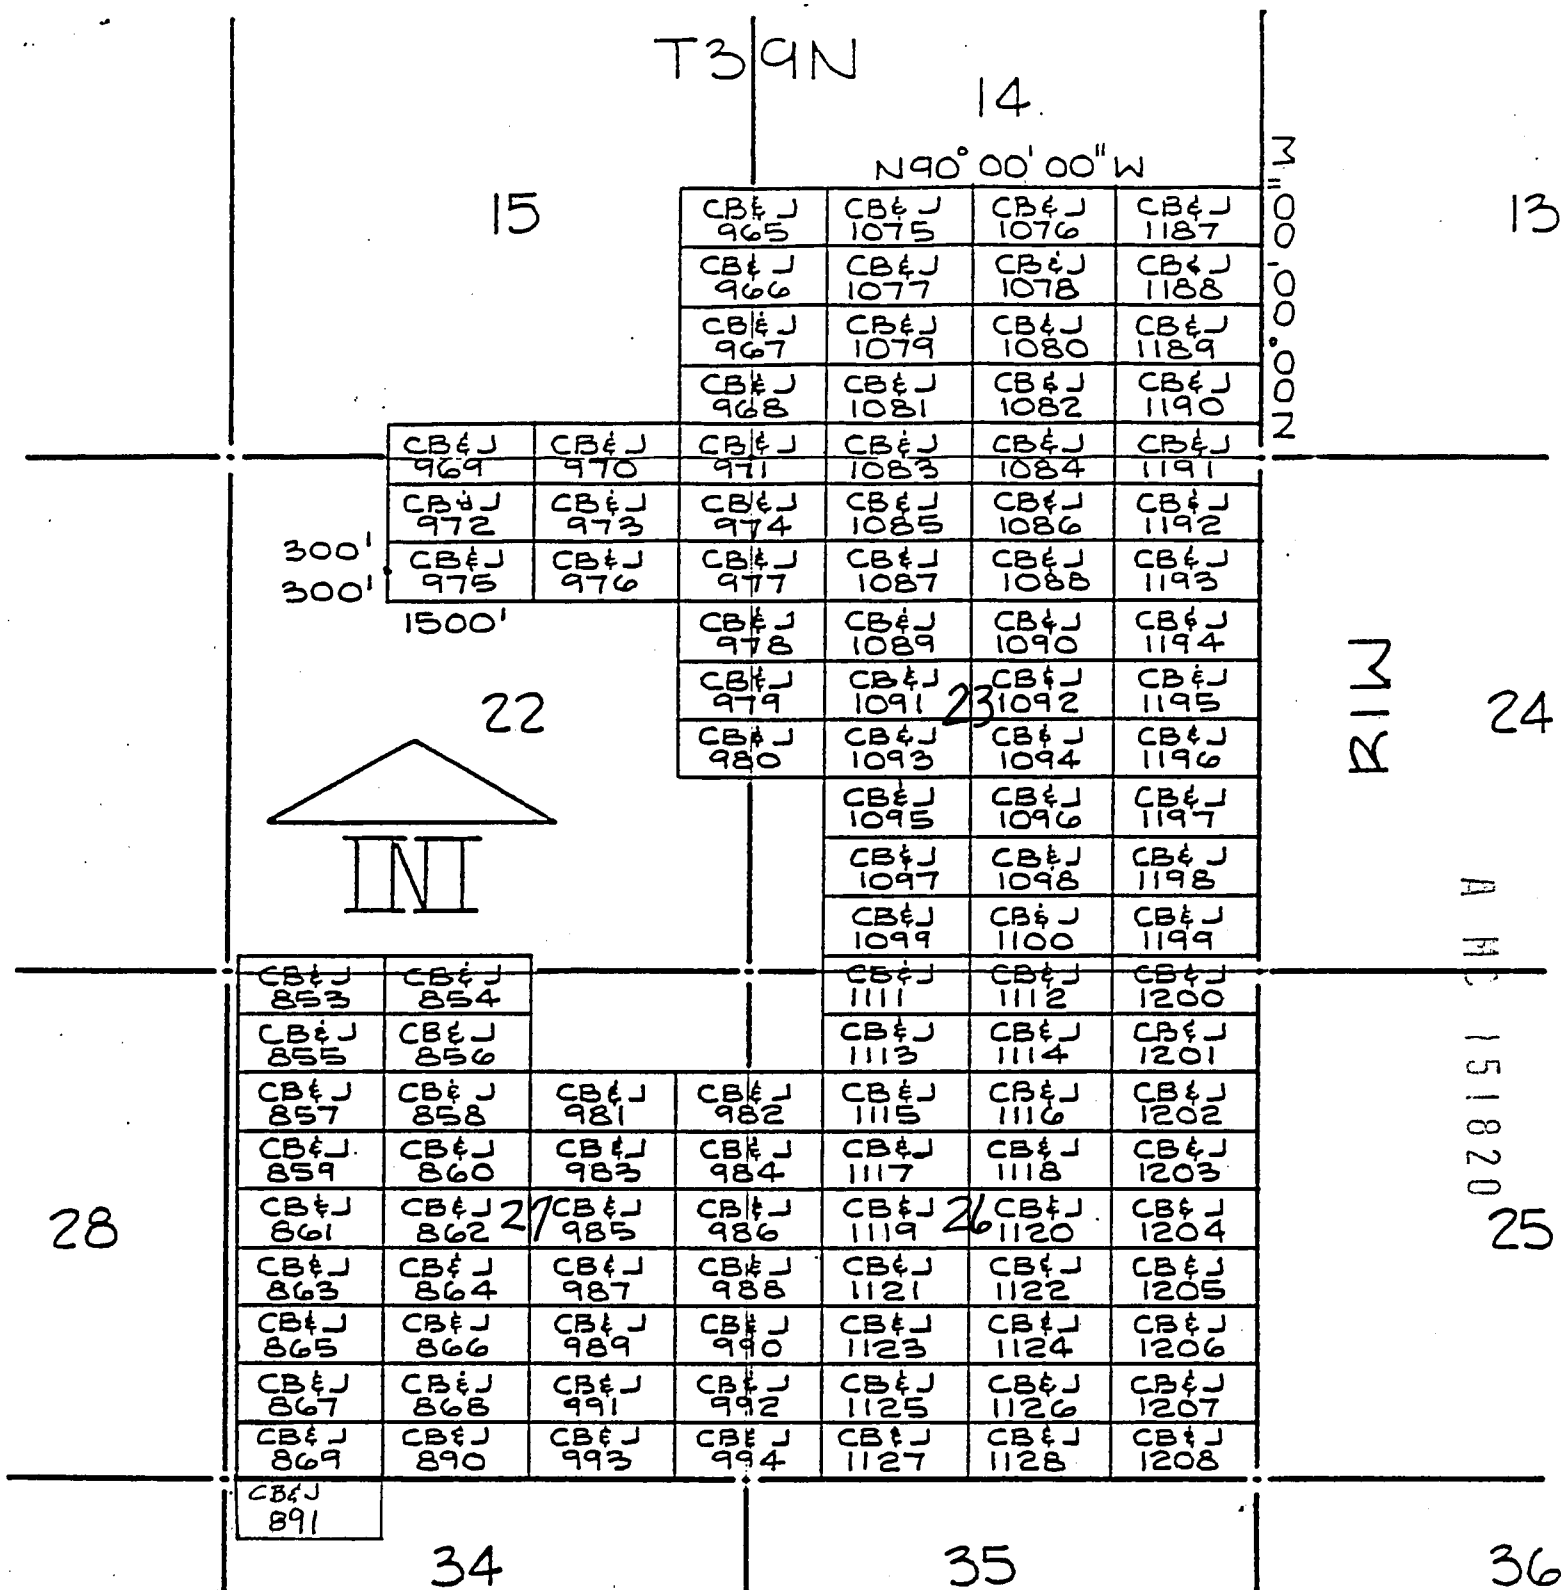 T39N
14.
N90°00'00"W
15
13
N00°00'00"W
CB&J 965 CB&J 1075 CB&J 1076 CB&J 1187
CB&J 966 CB&J 1077 CB&J 1078 CB&J 1188
CB&J 967 CB&J 1079 CB&J 1080 CB&J 1189
CB&J 968 CB&J 1081 CB&J 1082 CB&J 1190
CB&J 969 CB&J 970 CB&J 971 CB&J 1083 CB&J 1084 CB&J 1191
CB&J 972 CB&J 973 CB&J 974 CB&J 1085 CB&J 1086 CB&J 1192
300'
CB&J 975 CB&J 976 CB&J 977 CB&J 1087 CB&J 1088 CB&J 1193
300'
1500'
CB&J 978 CB&J 1089 CB&J 1090 CB&J 1194
R1W
CB&J 979 CB&J 1091 CB&J 1092 CB&J 1195
22
23
24
CB&J 980 CB&J 1093 CB&J 1094 CB&J 1196
CB&J 1095 CB&J 1096 CB&J 1197
N
CB&J 1097 CB&J 1098 CB&J 1198
CB&J 1099 CB&J 1100 CB&J 1199
A MC 151820
CB&J 853 CB&J 854 CB&J 1111 CB&J 1112 CB&J 1200
CB&J 855 CB&J 856 CB&J 1113 CB&J 1114 CB&J 1201
CB&J 857 CB&J 858 CB&J 981 CB&J 982 CB&J 1115 CB&J 1116 CB&J 1202
CB&J 859 CB&J 860 CB&J 983 CB&J 984 CB&J 1117 CB&J 1118 CB&J 1203
28
CB&J 861 CB&J 862 27 CB&J 985 CB&J 986 CB&J 1119 26 CB&J 1120 CB&J 1204
25
CB&J 863 CB&J 864 CB&J 987 CB&J 988 CB&J 1121 CB&J 1122 CB&J 1205
CB&J 865 CB&J 866 CB&J 989 CB&J 990 CB&J 1123 CB&J 1124 CB&J 1206
CB&J 867 CB&J 868 CB&J 991 CB&J 992 CB&J 1125 CB&J 1126 CB&J 1207
CB&J 869 CB&J 890 CB&J 993 CB&J 994 CB&J 1127 CB&J 1128 CB&J 1208
CB&J 891
34
35
36